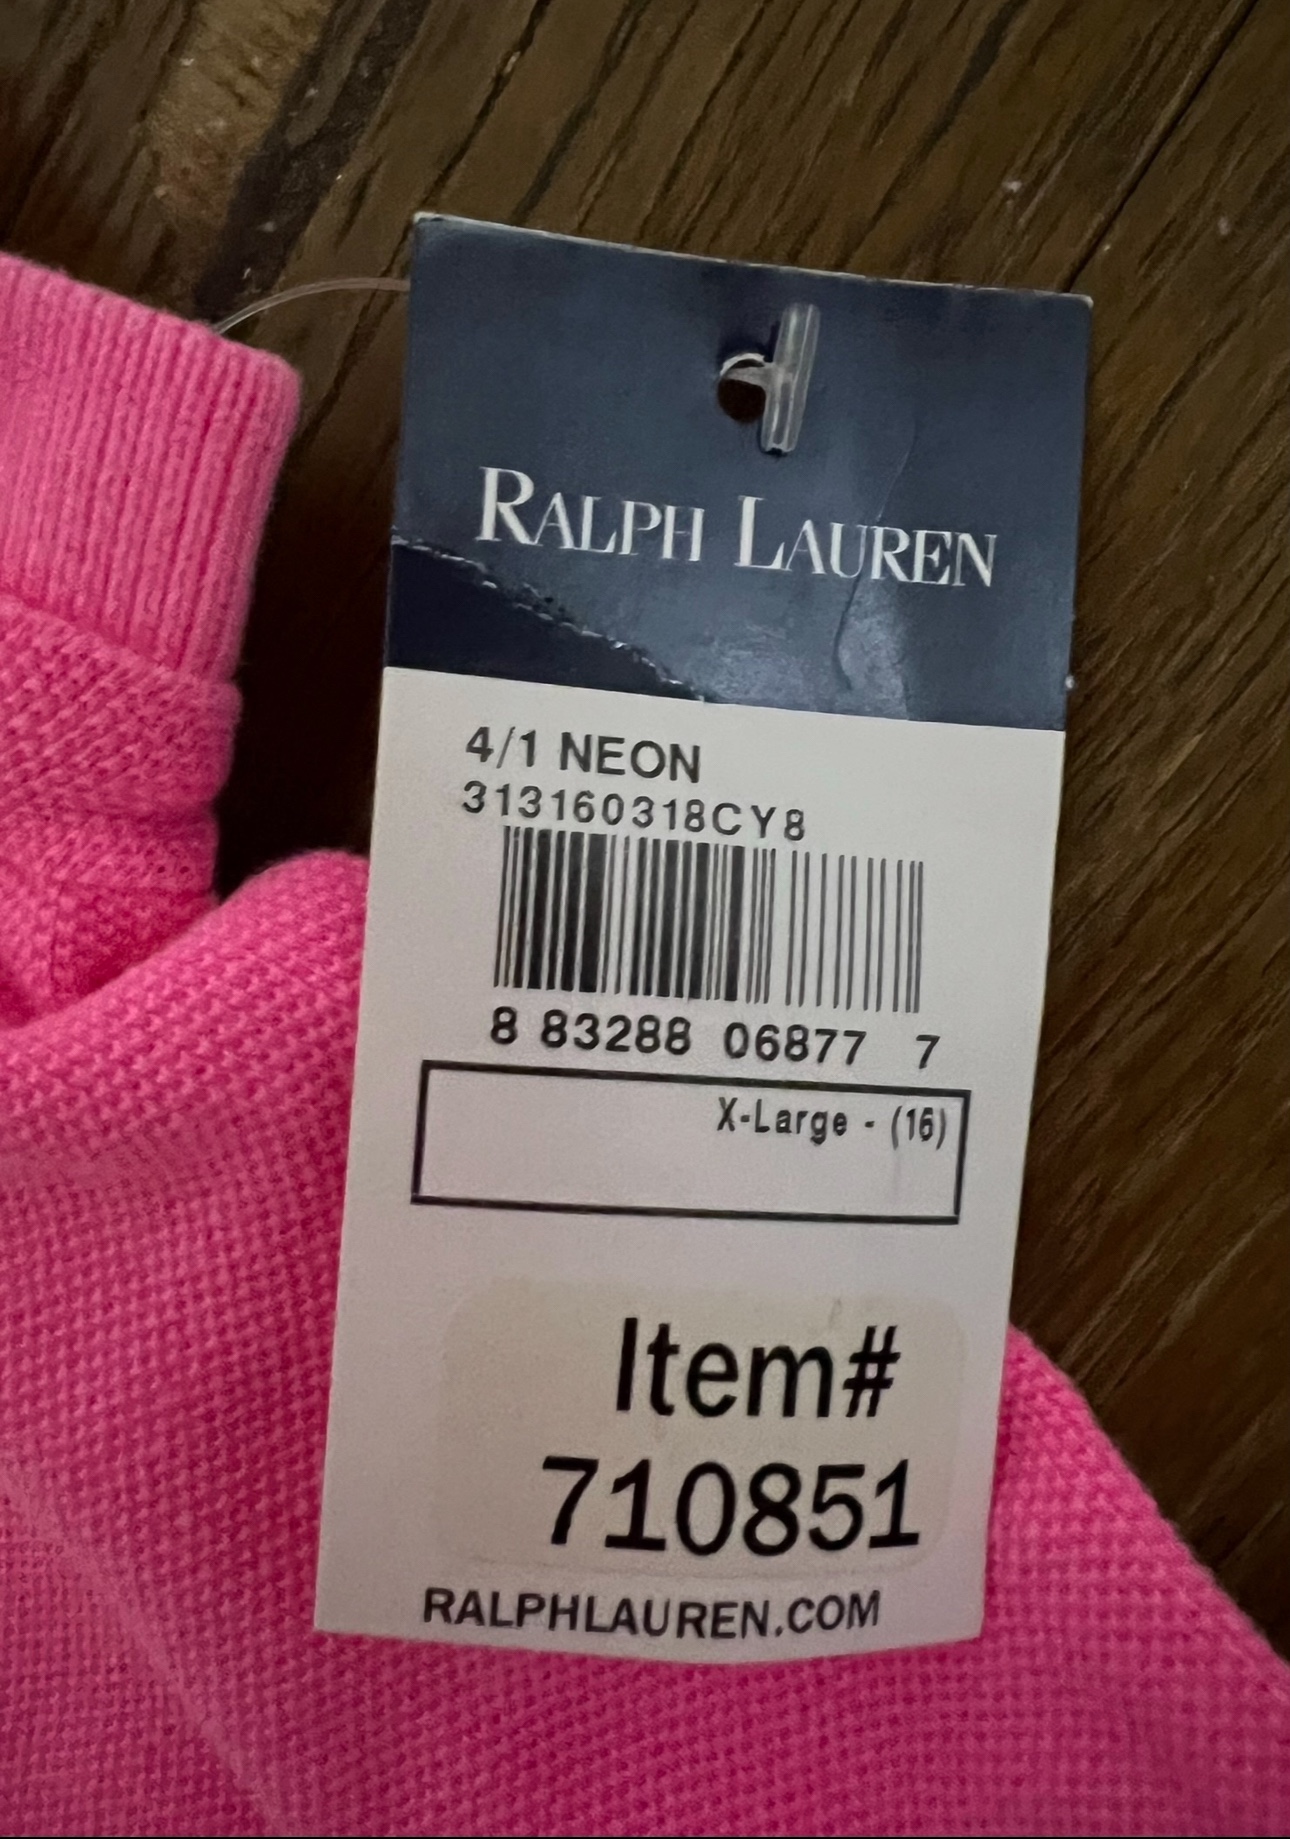 RALPH LAUREN
4/1 NEON
313160318CY8
8 83288 06877 7
X-Large - (16)
Item#
710851
RALPHLAUREN.COM